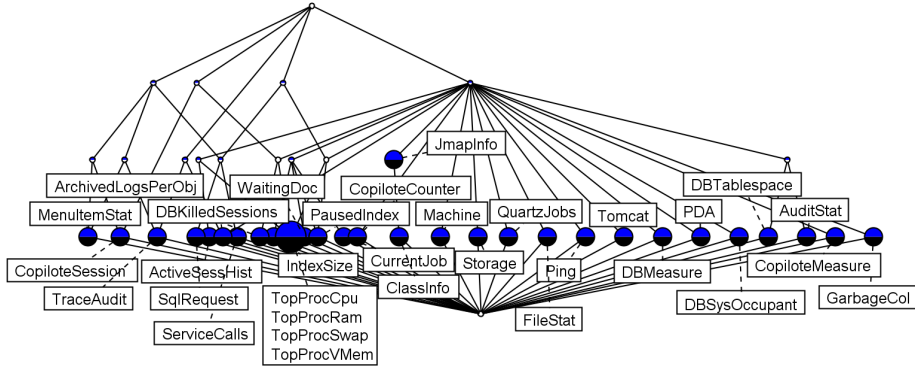 JmapInfo
ArchivedLogsPerObj
WaitingDoc
CopiloteCounter
DBTablespace
MenuItemStat
DBKilledSessions
PausedIndex
Machine
QuartzJobs
Tomcat
PDA
AuditStat
CopiloteSession
ActiveSessHist
IndexSize
CurrentJob
Storage
Ping
DBMeasure
CopiloteMeasure
TraceAudit
SqlRequest
ClassInfo
DBSysOccupant
GarbageCol
ServiceCalls
FileStat
TopProcCpu
TopProcRam
TopProcSwap
TopProcVMem